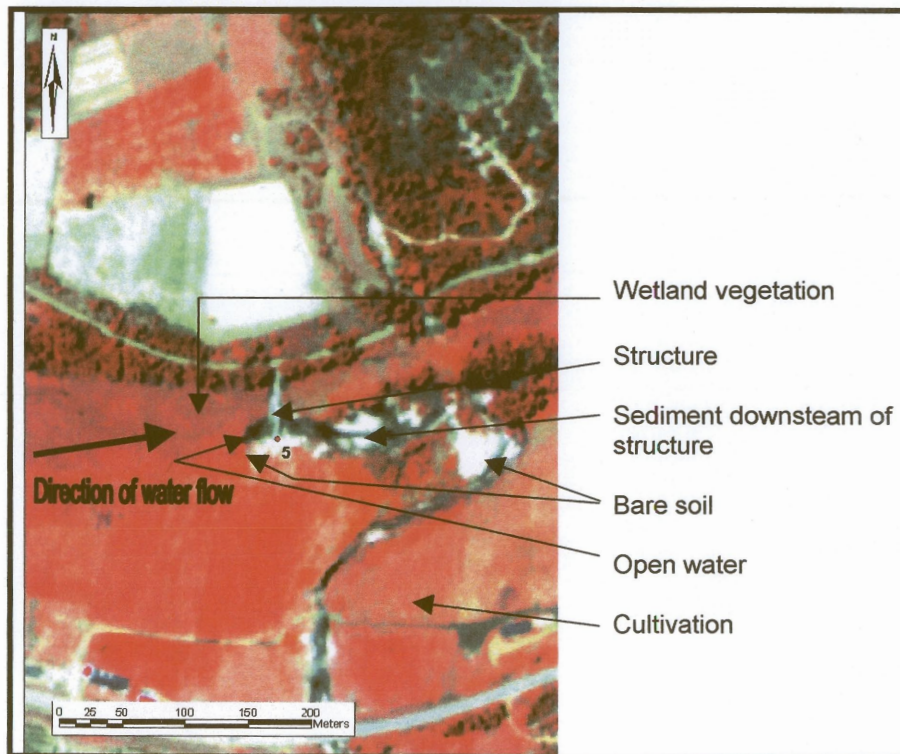 N
Wetland vegetation
Structure
Sediment downsteam of
structure
5
Direction of water flow
Bare soil
Open water
Cultivation
0 25 50 100 150 200
Meters